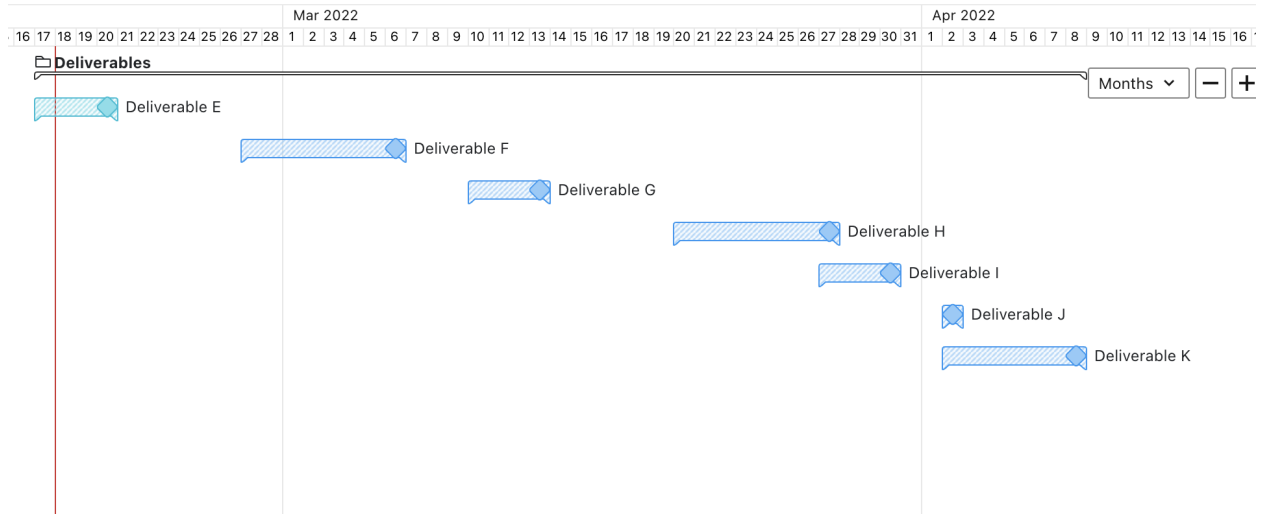 Mar 2022 Apr 2022
16 17 18 19 20 21 22 23 24 25 26 27 28 1 2 3 4 5 6 7 8 9 10 11 12 13 14 15 16 17 18 19 20 21 22 23 24 25 26 27 28 29 30 31 1 2 3 4 5 6 7 8 9 10 11 12 13 14 15 16
Deliverables
Months − +
Deliverable E
Deliverable F
Deliverable G
Deliverable H
Deliverable I
Deliverable J
Deliverable K